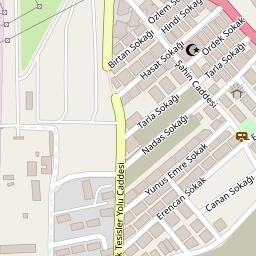 Özlem So
Hindi Sokağı
Birtan Sokağı
Ördek Sokak
Hasat Sokağı
Tarla Sokağı
Şahin Caddesi
Tarla Sokağı
Nadas Sokağı
Yunus Emre Sokak
Canan Sokağı
Erencan Sokak
k Tesisler Yolu Caddesi